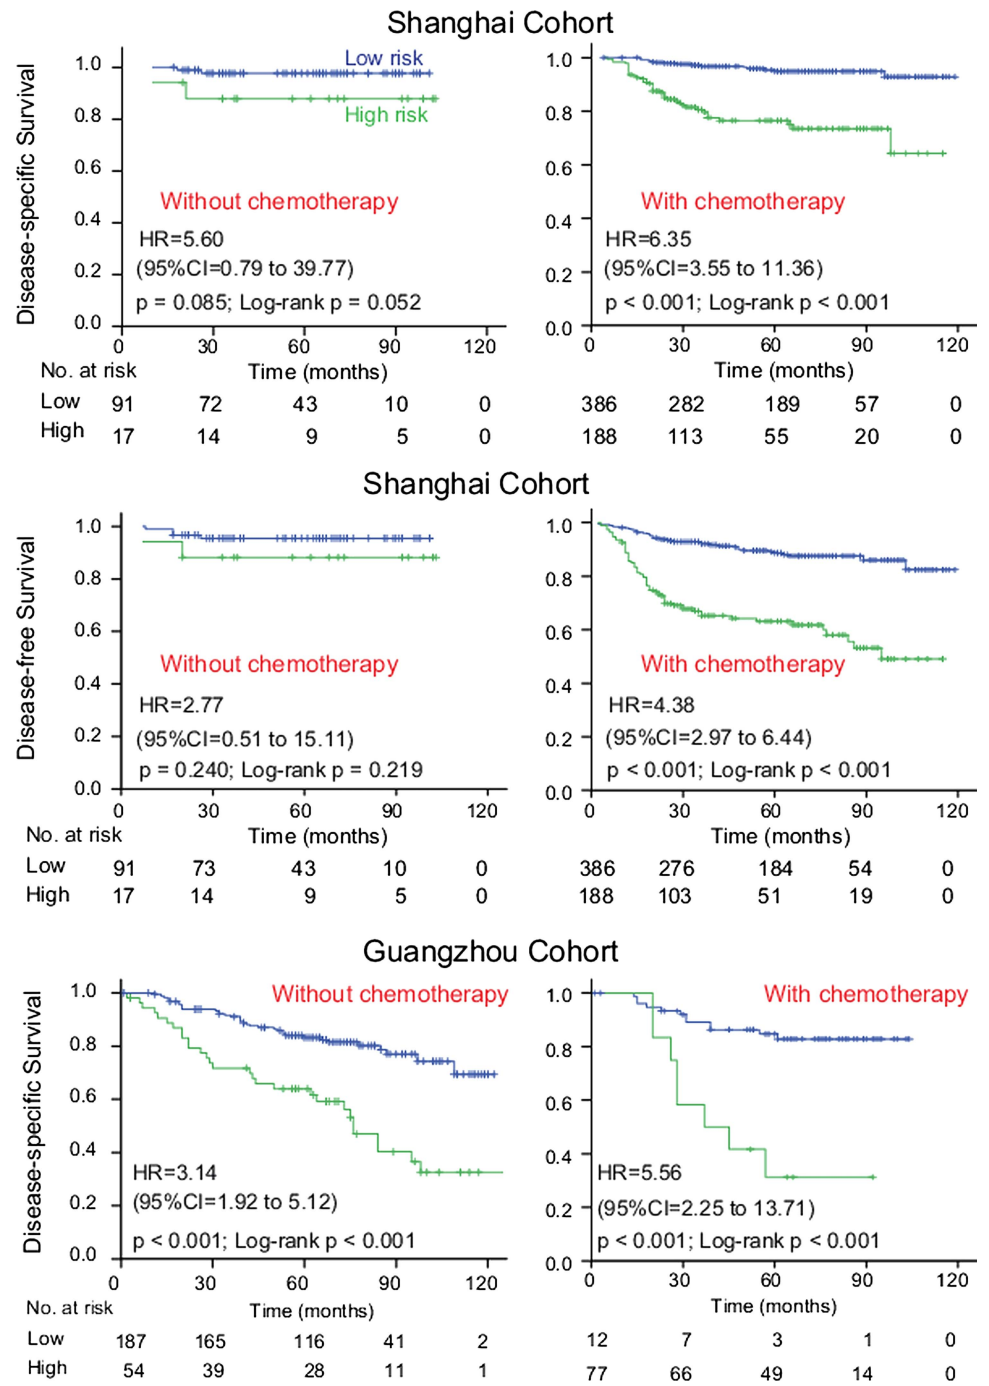 Shanghai Cohort
Disease-specific Survival
1.0
0.8
0.6
0.4
0.2
0.0
Low risk
High risk
Without chemotherapy
HR=5.60
(95%CI=0.79 to 39.77)
p = 0.085; Log-rank p = 0.052
0 30 60 90 120
Time (months)
No. at risk
Low 91 72 43 10 0
High 17 14 9 5 0
1.0
0.8
0.6
0.4
0.2
0.0
With chemotherapy
HR=6.35
(95%CI=3.55 to 11.36)
p < 0.001; Log-rank p < 0.001
0 30 60 90 120
Time (months)
386 282 189 57 0
188 113 55 20 0
Shanghai Cohort
Disease-free Survival
1.0
0.8
0.6
0.4
0.2
0.0
Without chemotherapy
HR=2.77
(95%CI=0.51 to 15.11)
p = 0.240; Log-rank p = 0.219
0 30 60 90 120
Time (months)
No. at risk
Low 91 73 43 10 0
High 17 14 9 5 0
1.0
0.8
0.6
0.4
0.2
0.0
With chemotherapy
HR=4.38
(95%CI=2.97 to 6.44)
p < 0.001; Log-rank p < 0.001
0 30 60 90 120
Time (months)
386 276 184 54 0
188 103 51 19 0
Guangzhou Cohort
Disease-specific Survival
1.0
0.8
0.6
0.4
0.2
0.0
Without chemotherapy
HR=3.14
(95%CI=1.92 to 5.12)
p < 0.001; Log-rank p < 0.001
0 30 60 90 120
Time (months)
No. at risk
Low 187 165 116 41 2
High 54 39 28 11 1
1.0
0.8
0.6
0.4
0.2
0.0
With chemotherapy
HR=5.56
(95%CI=2.25 to 13.71)
p < 0.001; Log-rank p < 0.001
0 30 60 90 120
Time (months)
12 7 3 1 0
77 66 49 14 0